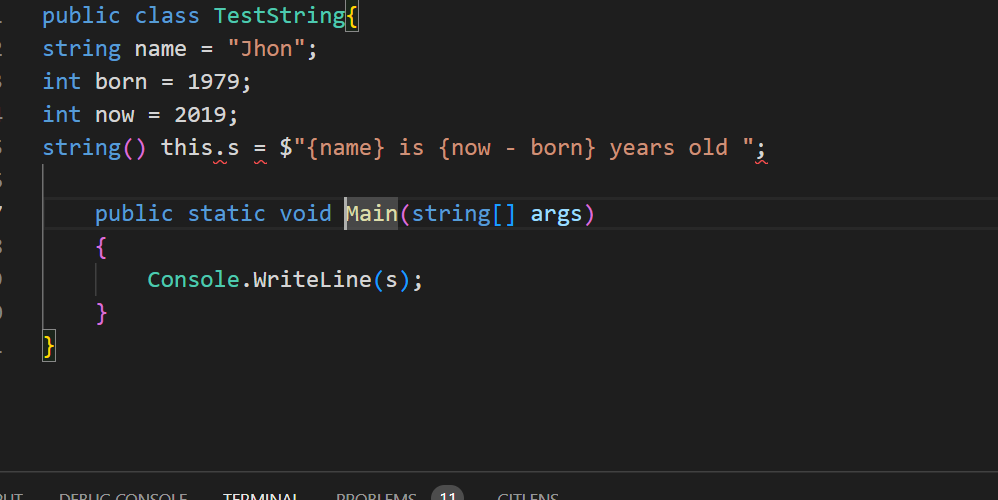 public class TestString{
string name = "Jhon";
int born = 1979;
int now = 2019;
string() this.s = $"{name} is {now - born} years old ";
public static void Main(string[] args)
{
Console.WriteLine(s);
}
}
DEBUG CONSOLE TERMINAL PROBLEMS 11 GITLENS